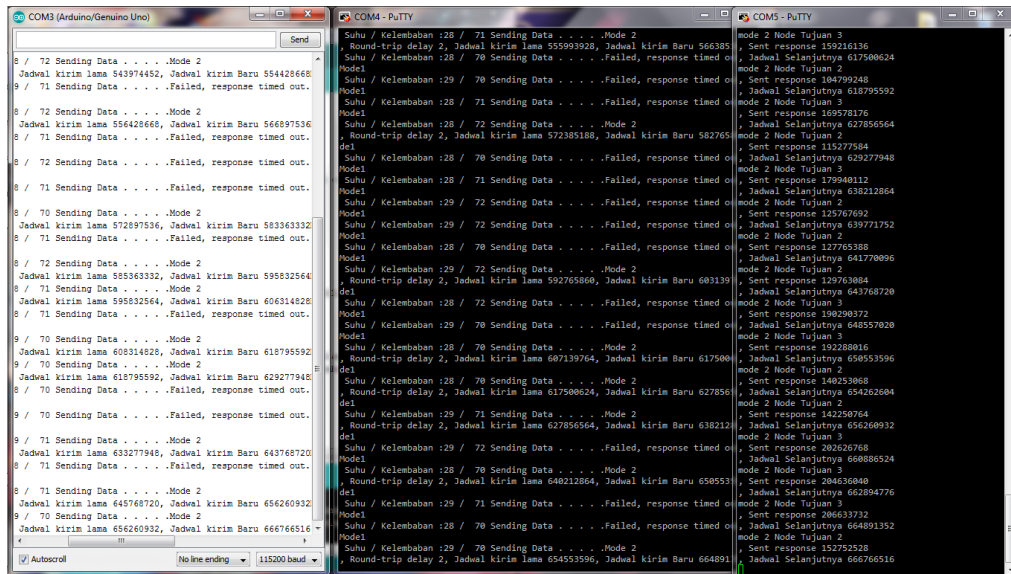 COM3 (Arduino/Genuino Uno)
Send
8 /  72 Sending Data . . . . .Mode 2
Jadwal kirim lama 543974452, Jadwal kirim Baru 554428668
9 /  71 Sending Data . . . . .Failed, response timed out.
8 /  72 Sending Data . . . . .Mode 2
Jadwal kirim lama 556428668, Jadwal kirim Baru 566897536
8 /  71 Sending Data . . . . .Failed, response timed out.
8 /  72 Sending Data . . . . .Failed, response timed out.
8 /  71 Sending Data . . . . .Failed, response timed out.
8 /  70 Sending Data . . . . .Mode 2
Jadwal kirim lama 572897536, Jadwal kirim Baru 583363332
8 /  71 Sending Data . . . . .Failed, response timed out.
8 /  72 Sending Data . . . . .Mode 2
Jadwal kirim lama 585363332, Jadwal kirim Baru 595832564
8 /  71 Sending Data . . . . .Mode 2
Jadwal kirim lama 595832564, Jadwal kirim Baru 606314828
8 /  71 Sending Data . . . . .Failed, response timed out.
9 /  70 Sending Data . . . . .Mode 2
Jadwal kirim lama 608314828, Jadwal kirim Baru 618795592
9 /  70 Sending Data . . . . .Mode 2
Jadwal kirim lama 618795592, Jadwal kirim Baru 629277948
8 /  70 Sending Data . . . . .Failed, response timed out.
9 /  70 Sending Data . . . . .Failed, response timed out.
9 /  71 Sending Data . . . . .Mode 2
Jadwal kirim lama 633277948, Jadwal kirim Baru 643768720
8 /  71 Sending Data . . . . .Failed, response timed out.
8 /  71 Sending Data . . . . .Mode 2
Jadwal kirim lama 645768720, Jadwal kirim Baru 656260932
9 /  70 Sending Data . . . . .Mode 2
Jadwal kirim lama 656260932, Jadwal kirim Baru 666766516
Autoscroll
No line ending
115200 baud
COM4 - PuTTY
Suhu / Kelembaban :28 /  71 Sending Data . . . . .Mode 2
, Round-trip delay 2, Jadwal kirim lama 555993928, Jadwal kirim Baru 566385
Suhu / Kelembaban :28 /  70 Sending Data . . . . .Failed, response timed o
Mode1
Suhu / Kelembaban :29 /  70 Sending Data . . . . .Failed, response timed o
Mode1
Suhu / Kelembaban :28 /  71 Sending Data . . . . .Failed, response timed o
Mode1
Suhu / Kelembaban :28 /  72 Sending Data . . . . .Mode 2
, Round-trip delay 2, Jadwal kirim lama 572385188, Jadwal kirim Baru 582765
de1
Suhu / Kelembaban :28 /  70 Sending Data . . . . .Failed, response timed o
Mode1
Suhu / Kelembaban :28 /  71 Sending Data . . . . .Failed, response timed o
Mode1
Suhu / Kelembaban :28 /  72 Sending Data . . . . .Failed, response timed o
Mode1
Suhu / Kelembaban :28 /  70 Sending Data . . . . .Failed, response timed o
Mode1
Suhu / Kelembaban :29 /  72 Sending Data . . . . .Mode 2
, Round-trip delay 2, Jadwal kirim lama 592765860, Jadwal kirim Baru 603139
de1
Suhu / Kelembaban :28 /  72 Sending Data . . . . .Failed, response timed o
Mode1
Suhu / Kelembaban :29 /  70 Sending Data . . . . .Failed, response timed o
Mode1
, Round-trip delay 2, Jadwal kirim lama 607139764, Jadwal kirim Baru 617500
de1
Suhu / Kelembaban :28 /  70 Sending Data . . . . .Mode 2
, Round-trip delay 2, Jadwal kirim lama 617500624, Jadwal kirim Baru 627856
de1
Suhu / Kelembaban :29 /  71 Sending Data . . . . .Mode 2
, Round-trip delay 2, Jadwal kirim lama 627856564, Jadwal kirim Baru 638212
de1
Suhu / Kelembaban :29 /  72 Sending Data . . . . .Failed, response timed o
Mode1
Suhu / Kelembaban :28 /  70 Sending Data . . . . .Mode 2
, Round-trip delay 2, Jadwal kirim lama 640212864, Jadwal kirim Baru 650553
de1
Suhu / Kelembaban :29 /  71 Sending Data . . . . .Failed, response timed o
Mode1
Suhu / Kelembaban :28 /  70 Sending Data . . . . .Failed, response timed o
Mode1
Suhu / Kelembaban :29 /  70 Sending Data . . . . .Mode 2
, Round-trip delay 2, Jadwal kirim lama 654553596, Jadwal kirim Baru 664891
COM5 - PuTTY
mode 2 Node Tujuan 3
, Sent response 159216136
, Jadwal Selanjutnya 617500624
mode 2 Node Tujuan 2
, Sent response 104799248
, Jadwal Selanjutnya 618795592
mode 2 Node Tujuan 3
, Sent response 169578176
, Jadwal Selanjutnya 627856564
mode 2 Node Tujuan 2
, Sent response 115277584
, Jadwal Selanjutnya 629277948
mode 2 Node Tujuan 3
, Sent response 179940112
, Jadwal Selanjutnya 638212864
mode 2 Node Tujuan 2
, Sent response 125767692
, Jadwal Selanjutnya 639771752
mode 2 Node Tujuan 2
, Sent response 127765388
, Jadwal Selanjutnya 641770096
mode 2 Node Tujuan 2
, Sent response 129763084
, Jadwal Selanjutnya 643768720
mode 2 Node Tujuan 3
, Sent response 190290372
, Jadwal Selanjutnya 648557020
mode 2 Node Tujuan 3
, Sent response 192288016
, Jadwal Selanjutnya 650553596
mode 2 Node Tujuan 2
, Sent response 140253068
, Jadwal Selanjutnya 654262604
mode 2 Node Tujuan 2
, Sent response 142250764
, Jadwal Selanjutnya 656260932
mode 2 Node Tujuan 3
, Sent response 202626768
, Jadwal Selanjutnya 660886524
mode 2 Node Tujuan 3
, Sent response 204636040
, Jadwal Selanjutnya 662894776
mode 2 Node Tujuan 3
, Sent response 206633732
, Jadwal Selanjutnya 664891352
mode 2 Node Tujuan 2
, Sent response 152752528
, Jadwal Selanjutnya 666766516